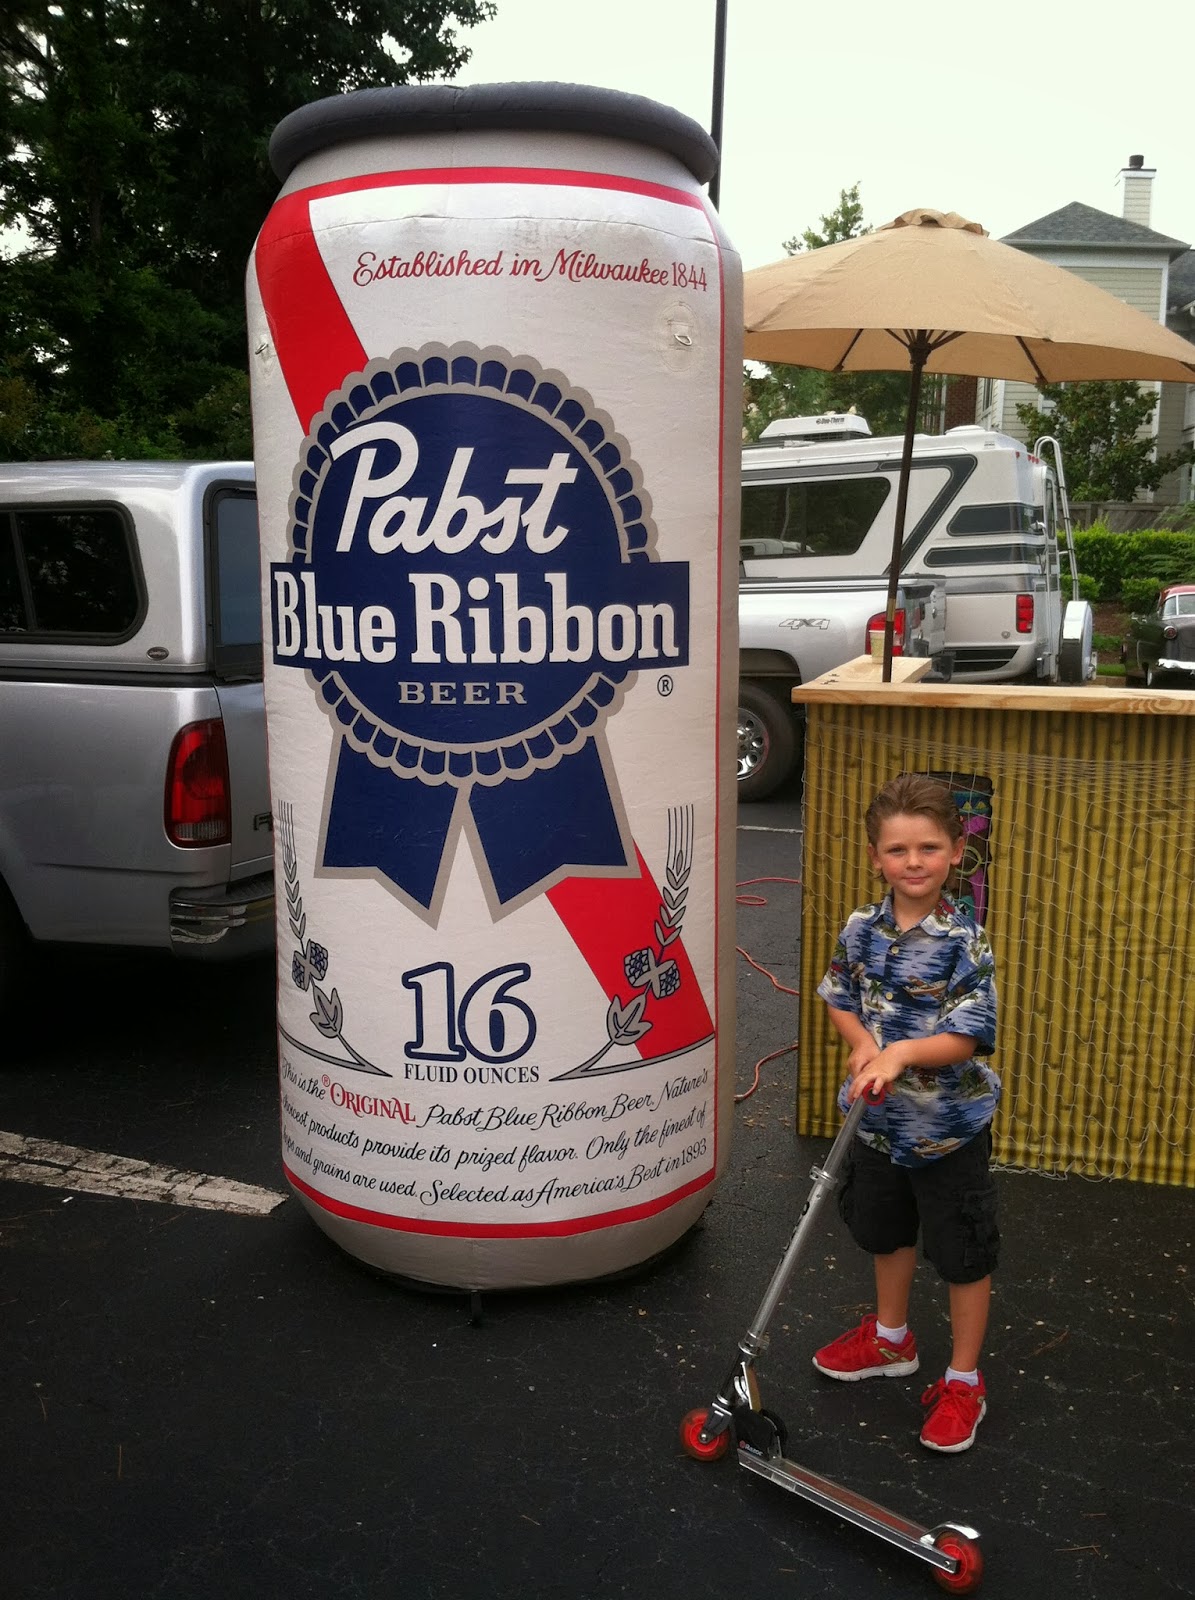 Established in Milwaukee 1844
Pabst
Blue Ribbon
BEER
®
16
FLUID OUNCES
This is the ®ORIGINAL Pabst Blue Ribbon Beer. Nature's
choicest products provide its prized flavor. Only the finest of
hops and grains are used. Selected as America's Best in 1893
4X4